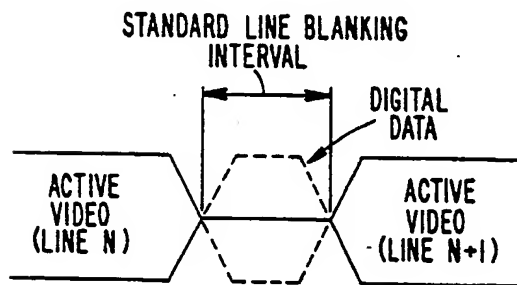 STANDARD LINE BLANKING
INTERVAL
DIGITAL
DATA
ACTIVE
VIDEO
(LINE N)
ACTIVE
VIDEO
(LINE N+1)